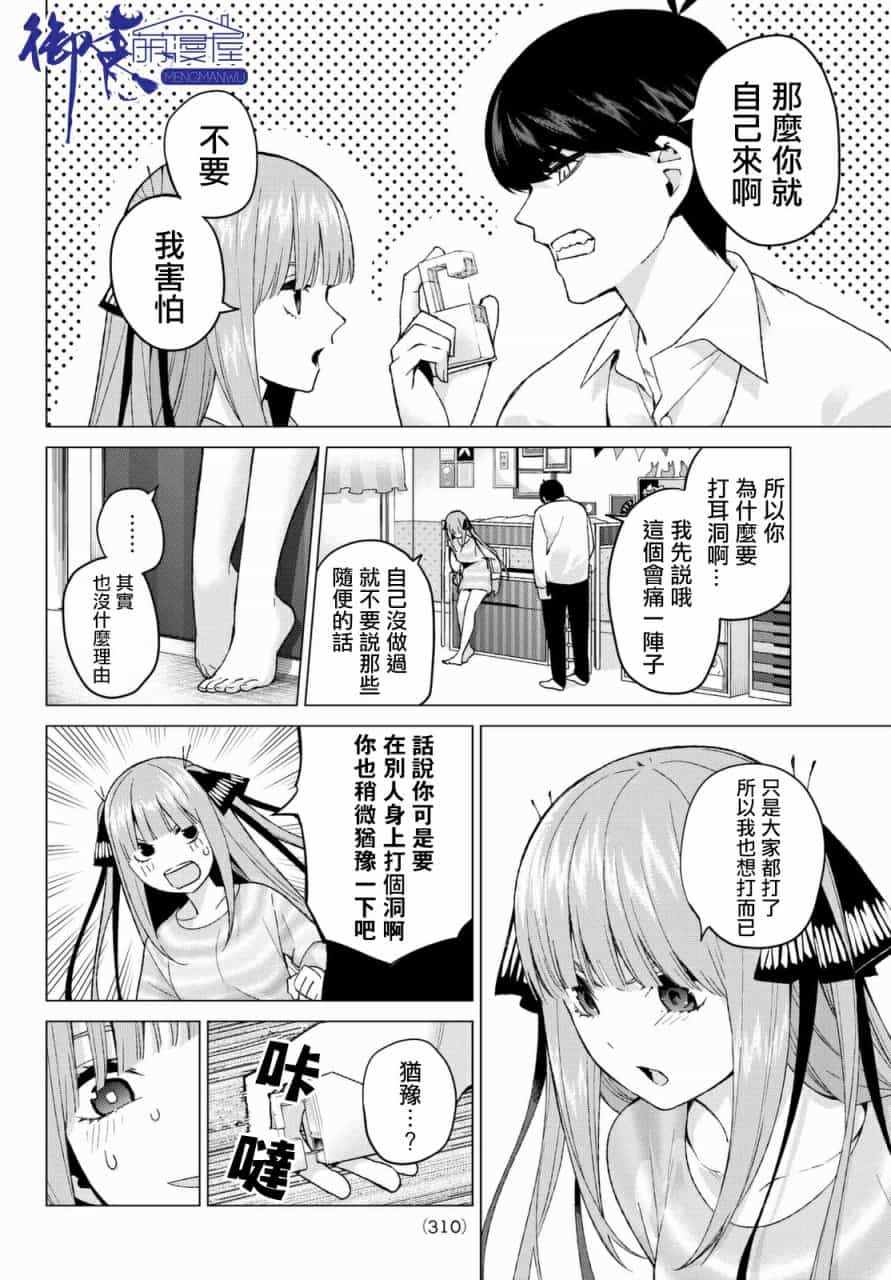 御憙
萌漫屋
MENGMANWU
那麼你就
自己來啊
不要
我害怕
所以你
為什麼要
打耳洞啊…
我先説哦
這個會痛一陣子
自己沒做過
就不要說那些
隨便的話
……
其實
也沒什麼理由
只是大家都打了
所以我也想打而已
話說你可是要
在別人身上打個洞啊
你也稍微猶豫一下吧
猶豫…?
咔噠
(310)